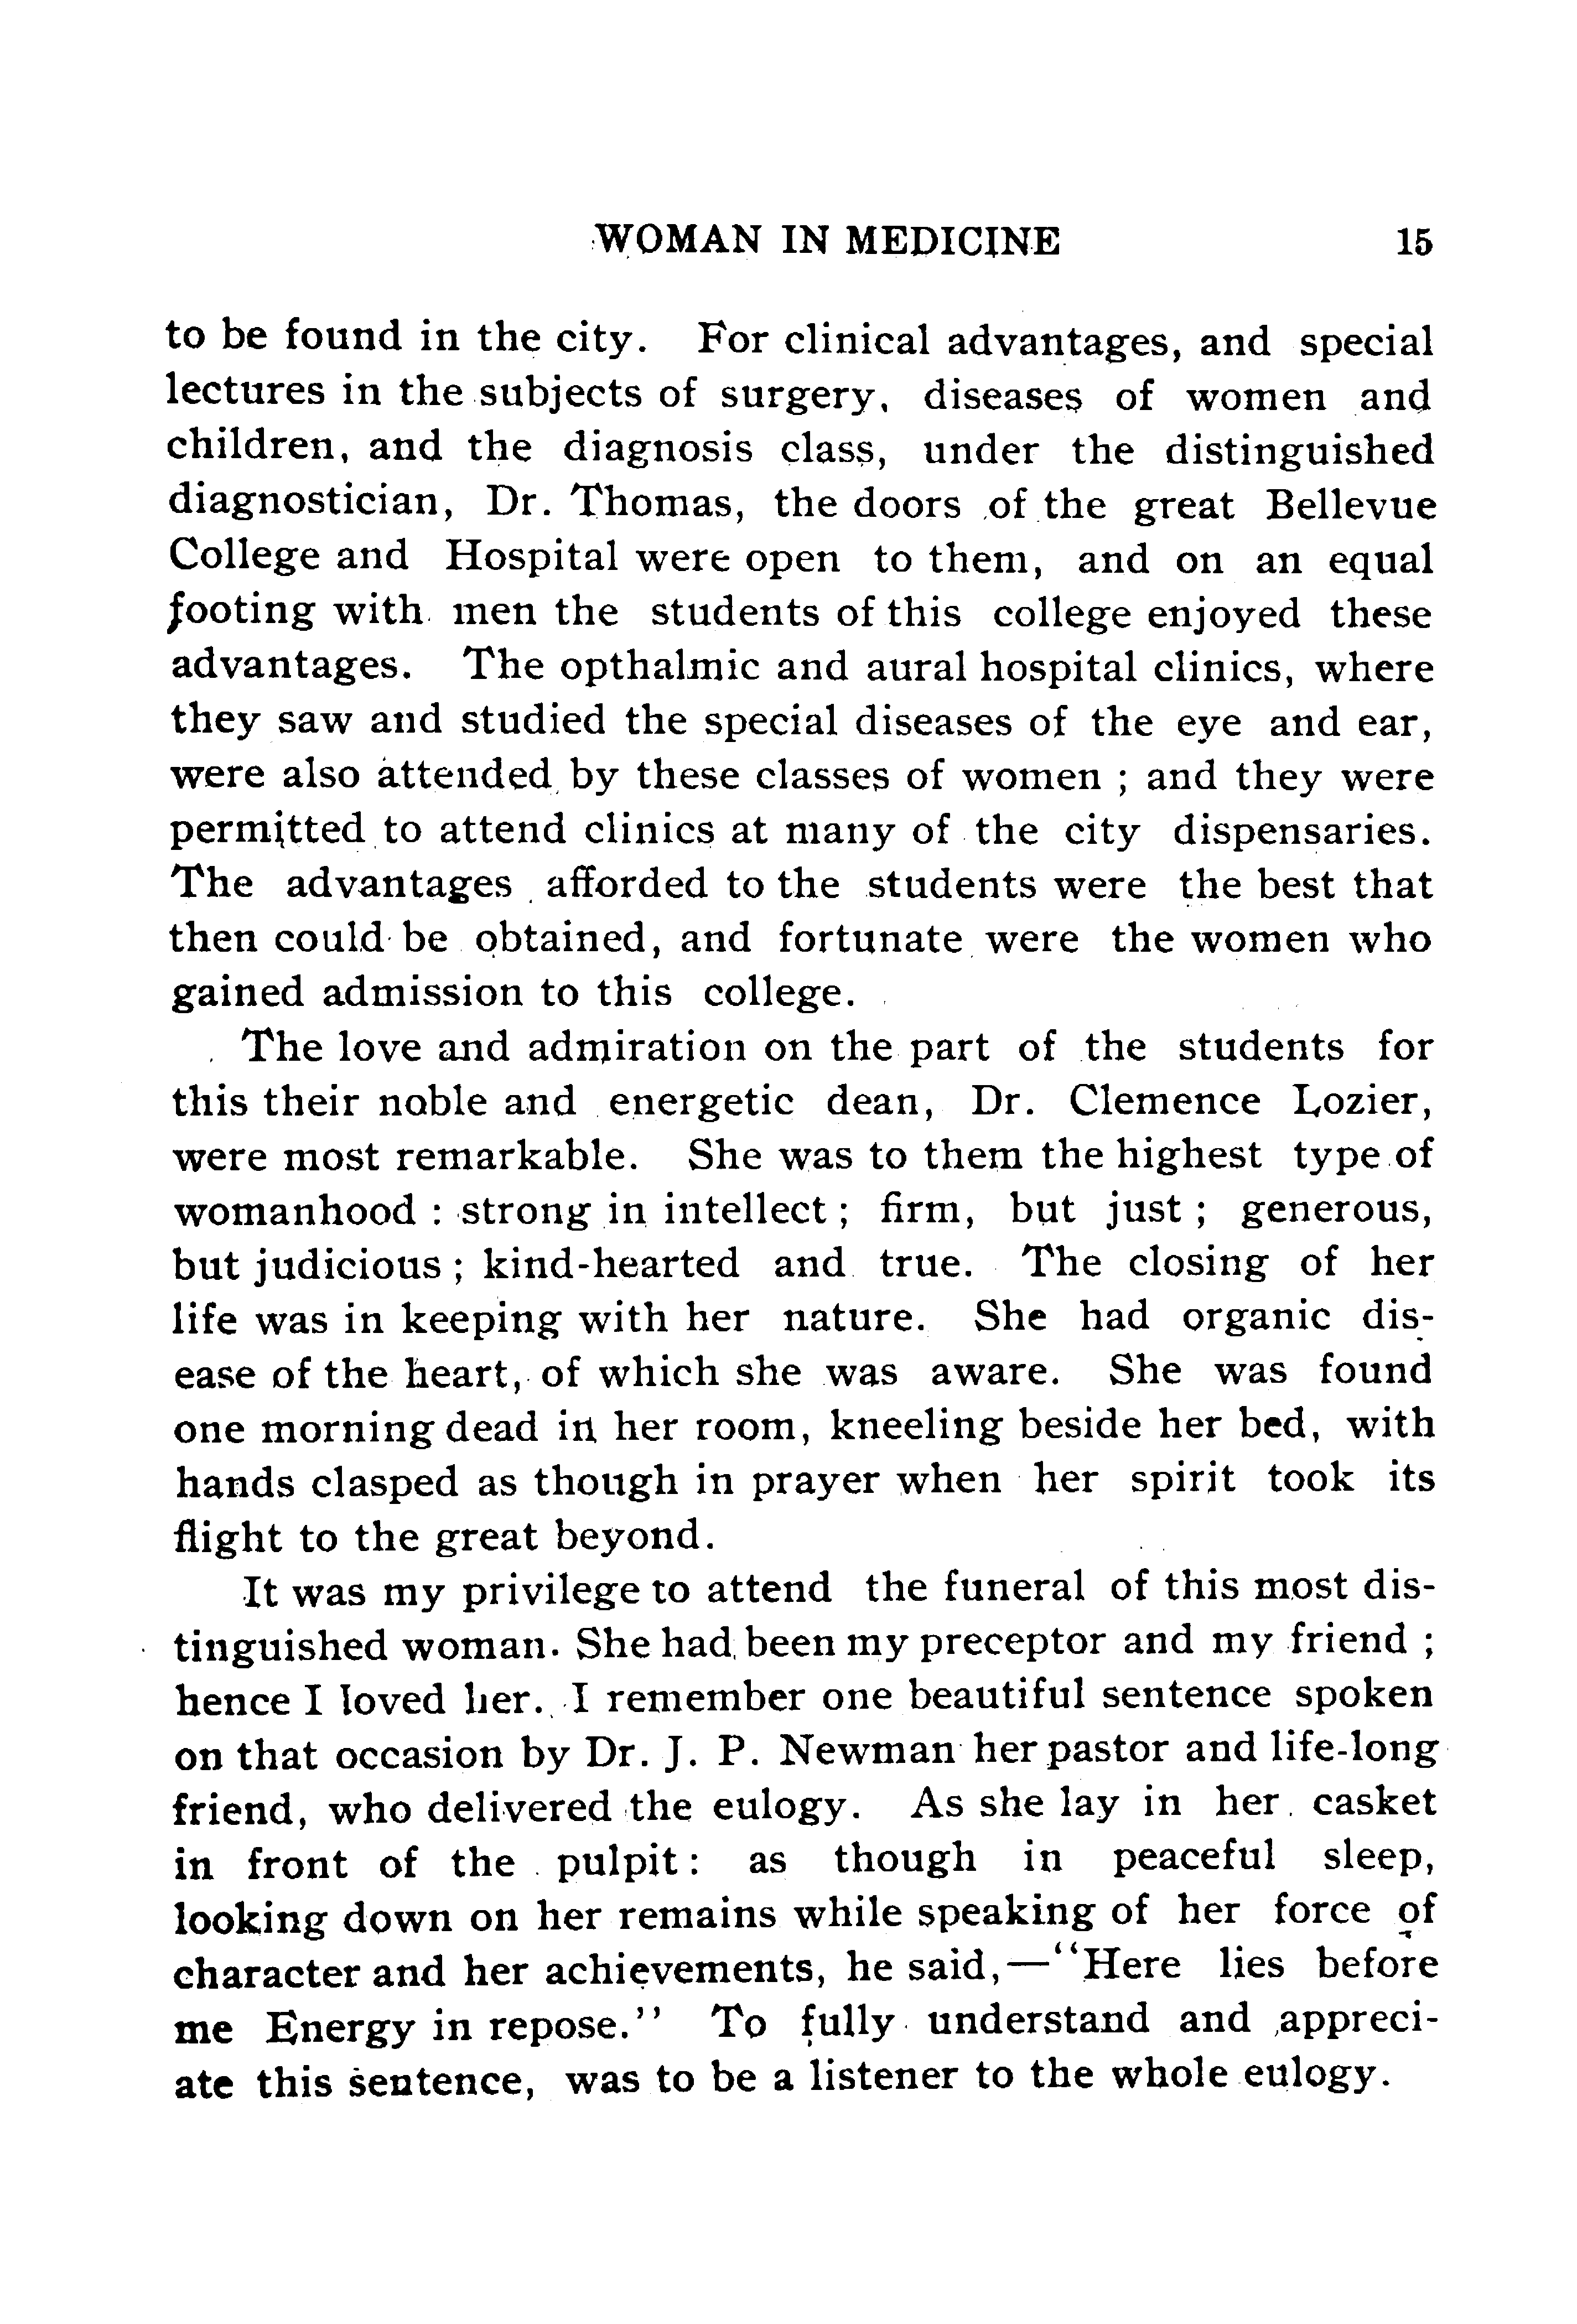 WOMAN IN MEDICINE 15
to be found in the city. For clinical advantages, and special
lectures in the subjects of surgery, diseases of women and
children, and the diagnosis class, under the distinguished
diagnostician, Dr. Thomas, the doors of the great Bellevue
College and Hospital were open to them, and on an equal
footing with men the students of this college enjoyed these
advantages. The opthalmic and aural hospital clinics, where
they saw and studied the special diseases of the eye and ear,
were also attended by these classes of women ; and they were
permitted to attend clinics at many of the city dispensaries.
The advantages afforded to the students were the best that
then could be obtained, and fortunate were the women who
gained admission to this college.
The love and admiration on the part of the students for
this their noble and energetic dean, Dr. Clemence Lozier,
were most remarkable. She was to them the highest type of
womanhood : strong in intellect ; firm, but just ; generous,
but judicious ; kind-hearted and true. The closing of her
life was in keeping with her nature. She had organic dis-
ease of the heart, of which she was aware. She was found
one morning dead in her room, kneeling beside her bed, with
hands clasped as though in prayer when her spirit took its
flight to the great beyond.
It was my privilege to attend the funeral of this most dis-
tinguished woman. She had been my preceptor and my friend ;
hence I loved her. I remember one beautiful sentence spoken
on that occasion by Dr. J. P. Newman her pastor and life-long
friend, who delivered the eulogy. As she lay in her casket
in front of the pulpit : as though in peaceful sleep,
looking down on her remains while speaking of her force of
character and her achievements, he said,—"Here lies before
me Energy in repose." To fully understand and appreci-
ate this sentence, was to be a listener to the whole eulogy.